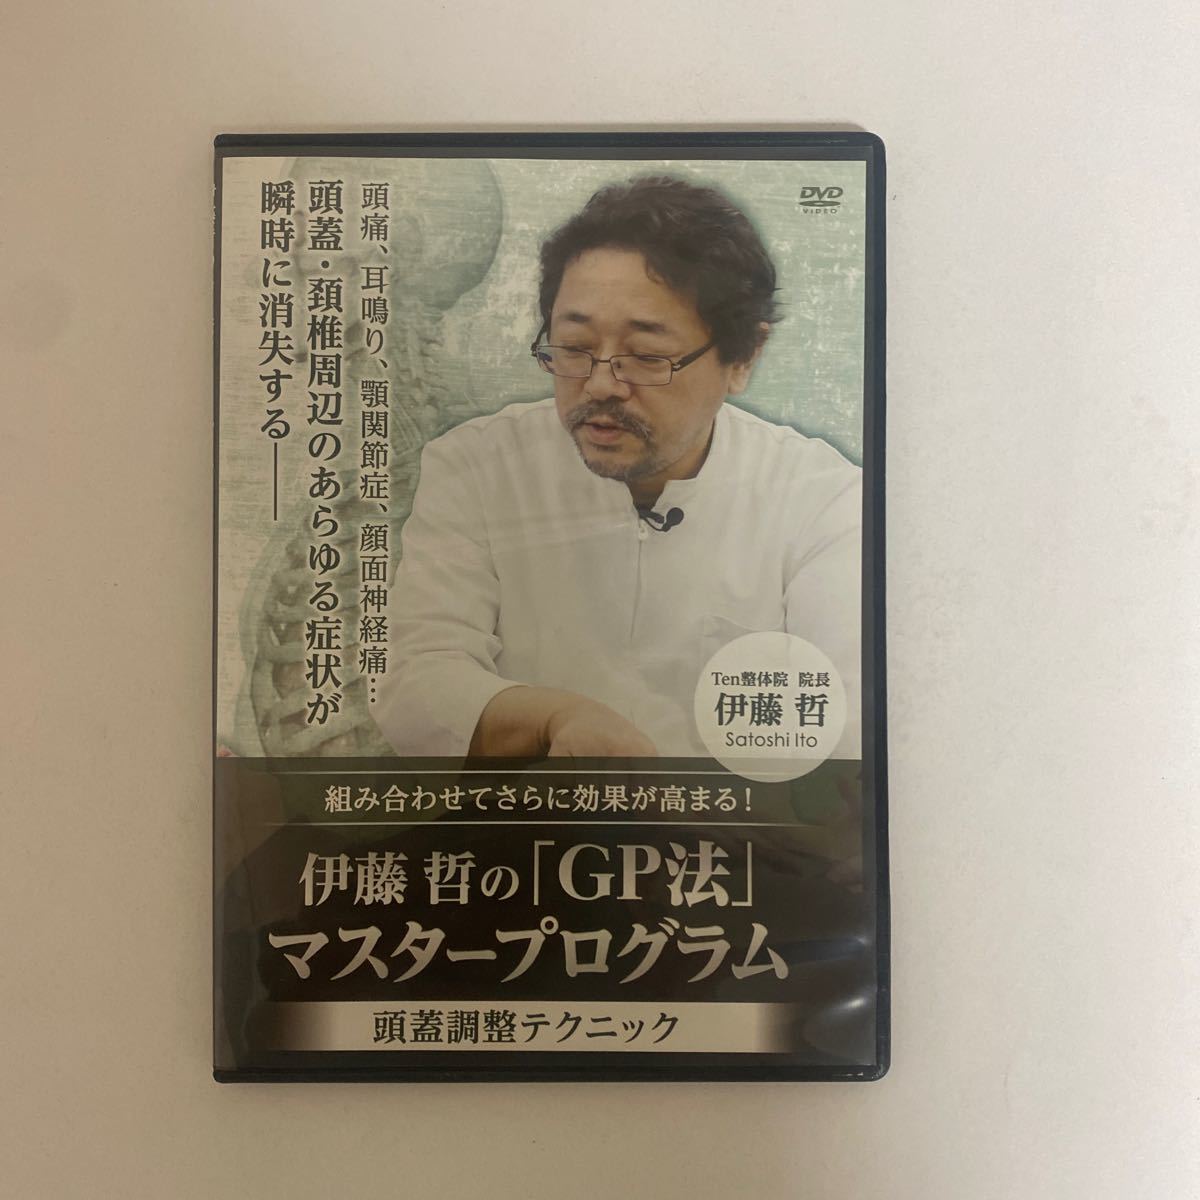 頭痛、耳鳴り、顎関節症、顔面神経痛…
頭蓋・頚椎周辺のあらゆる症状が
瞬時に消失する――
DVD
VIDEO
Ten整体院 院長
伊藤 哲
Satoshi Ito
組み合わせてさらに効果が高まる！
伊藤 哲の「GP法」
マスタープログラム
頭蓋調整テクニック